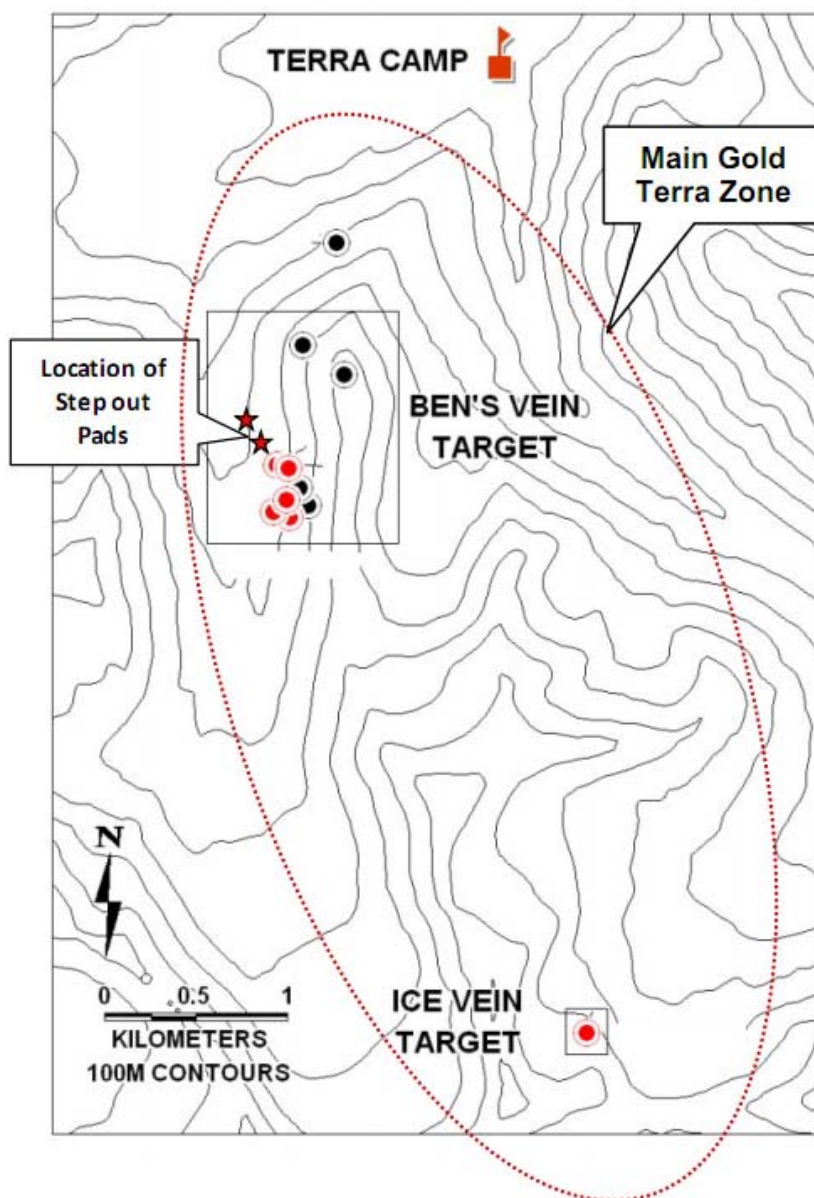 TERRA CAMP
Main Gold
Terra Zone
Location of
Step out
Pads
BEN'S VEIN
TARGET
N
0 0.5 1
KILOMETERS
100M CONTOURS
ICE VEIN
TARGET